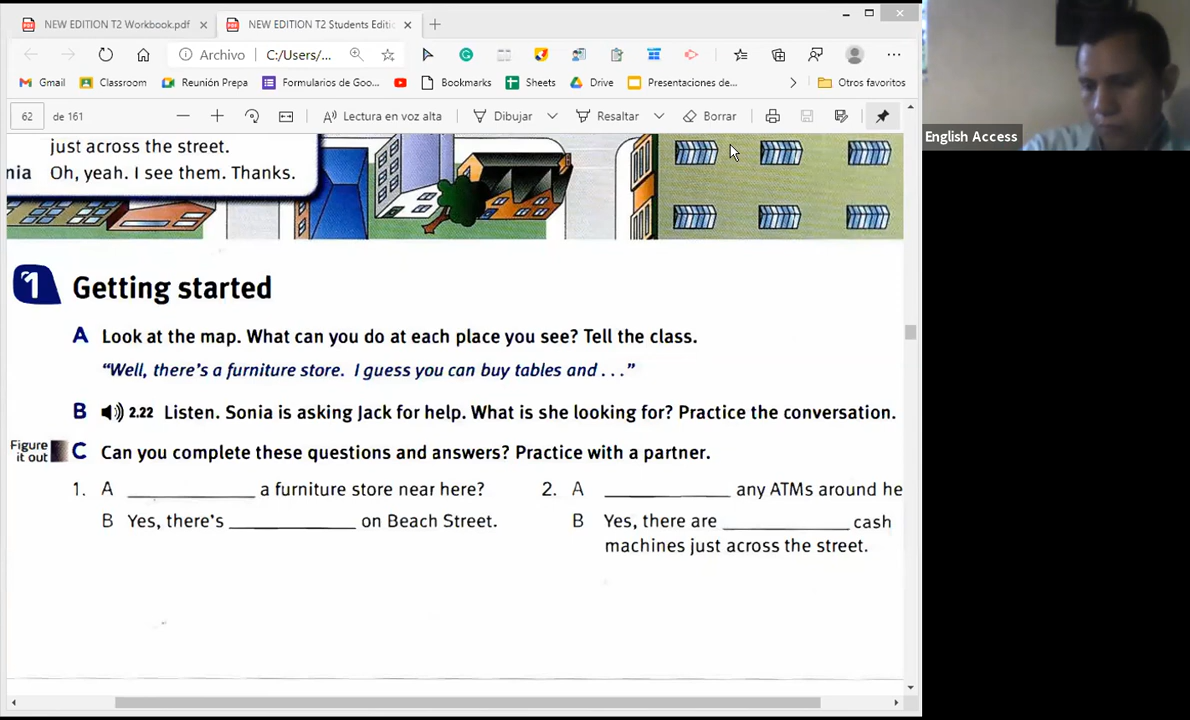 NEW EDITION T2 Workbook.pdf
NEW EDITION T2 Students Editic
Archivo
C:/Users/...
Gmail
Classroom
Reunión Prepa
Formularios de Goo...
Bookmarks
Sheets
Drive
Presentaciones de...
Otros favoritos
62
de 161
Lectura en voz alta
Dibujar
Resaltar
Borrar
English Access
just across the street.
nia Oh, yeah. I see them. Thanks.
1 Getting started
A Look at the map. What can you do at each place you see? Tell the class.
“Well, there's a furniture store. I guess you can buy tables and . . .”
B 2.22 Listen. Sonia is asking Jack for help. What is she looking for? Practice the conversation.
Figure it out
C Can you complete these questions and answers? Practice with a partner.
1. A ____________ a furniture store near here?
B Yes, there's ____________ on Beach Street.
2. A ____________ any ATMs around he
B Yes, there are ____________ cash
machines just across the street.